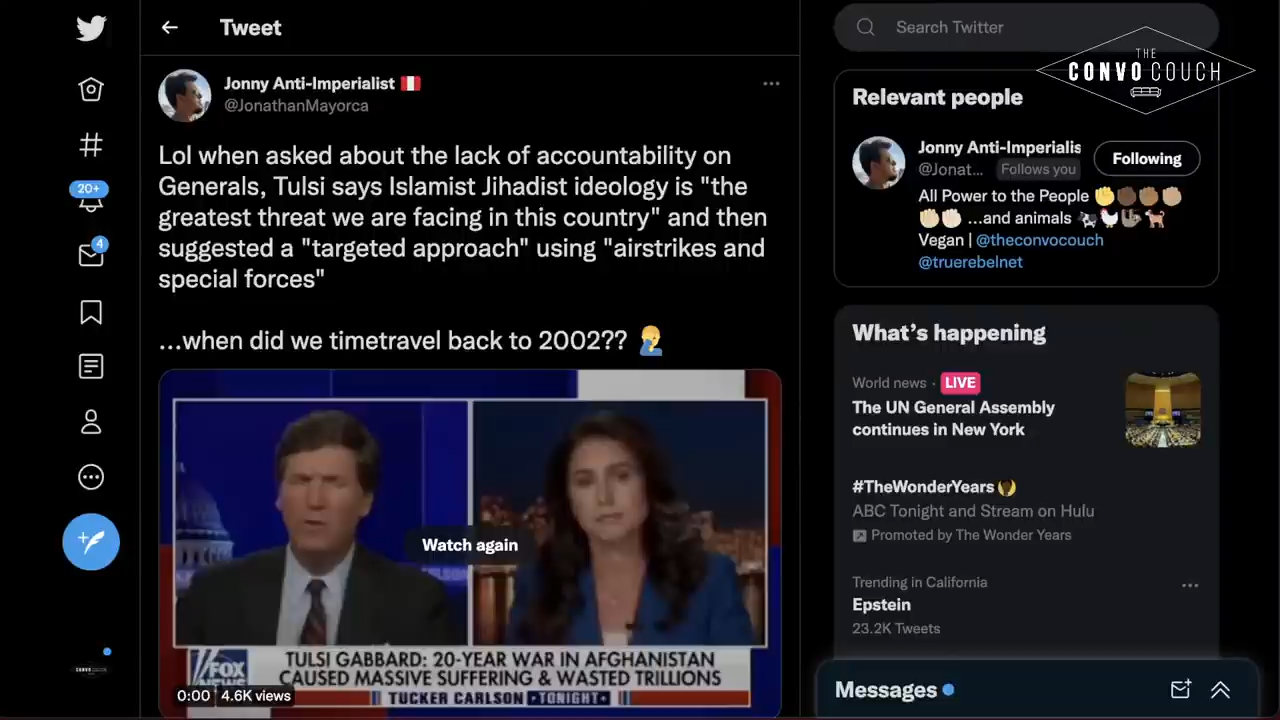 Tweet
Jonny Anti-Imperialist
@JonathanMayorca
Lol when asked about the lack of accountability on
Generals, Tulsi says Islamist Jihadist ideology is "the
greatest threat we are facing in this country" and then
suggested a "targeted approach" using "airstrikes and
special forces"
...when did we timetravel back to 2002??
Watch again
FOX
NEWS
TULSI GABBARD: 20-YEAR WAR IN AFGHANISTAN
CAUSED MASSIVE SUFFERING & WASTED TRILLIONS
TUCKER CARLSON TONIGHT
0:00 4.6K views
20+
4
Search Twitter
THE
CONVO COUCH
Relevant people
Jonny Anti-Imperialis
@Jonat... Follows you
Following
All Power to the People
...and animals
Vegan | @theconvocouch
@truerebelnet
What's happening
World news · LIVE
The UN General Assembly
continues in New York
#TheWonderYears
ABC Tonight and Stream on Hulu
Promoted by The Wonder Years
Trending in California
Epstein
23.2K Tweets
Messages